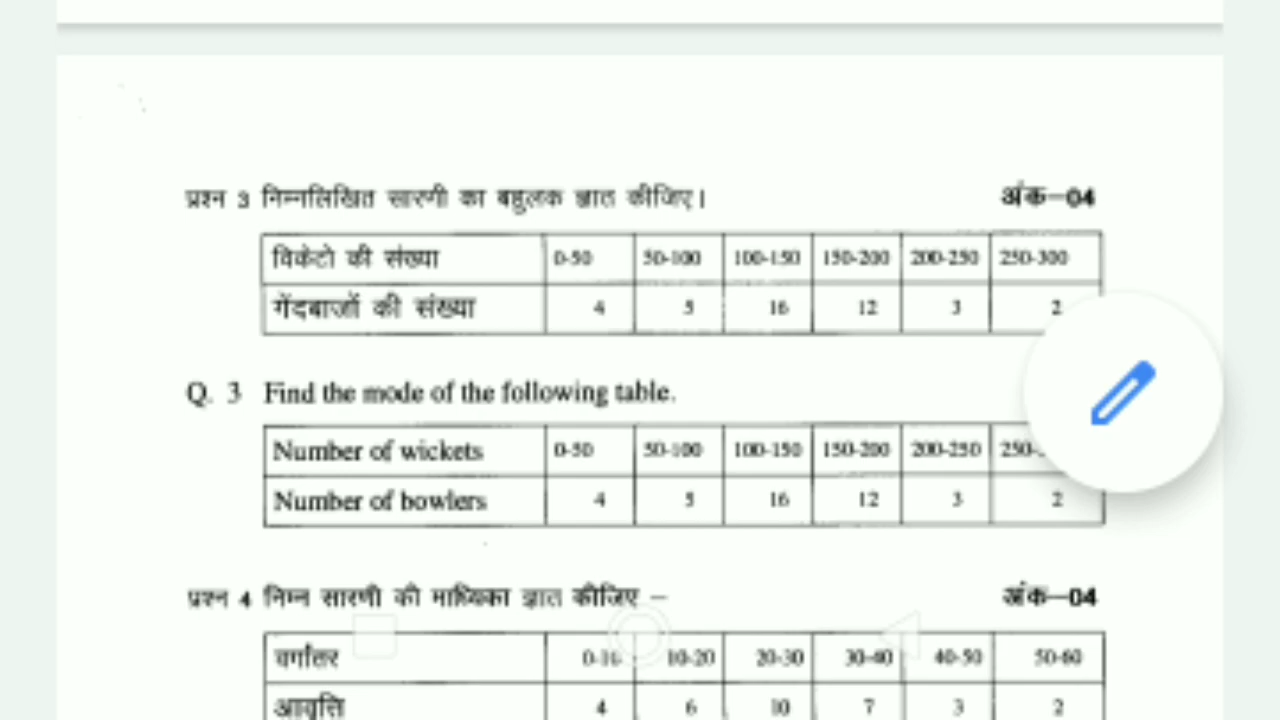 प्रश्न 3 निम्नलिखित सारणी का बहुलक ज्ञात कीजिए। अंक-04
विकेटो की संख्या 0-50 50-100 100-150 150-200 200-250 250-300
गेंदबाजों की संख्या 4 5 16 12 3 2
Q. 3 Find the mode of the following table.
Number of wickets 0-50 50-100 100-150 150-200 200-250 250-
Number of bowlers 4 5 16 12 3 2
प्रश्न 4 निम्न सारणी की माध्यिका ज्ञात कीजिए – अंक-04
वर्गांतर 0-10 10-20 20-30 30-40 40-50 50-60
आवृत्ति 4 6 10 7 3 2